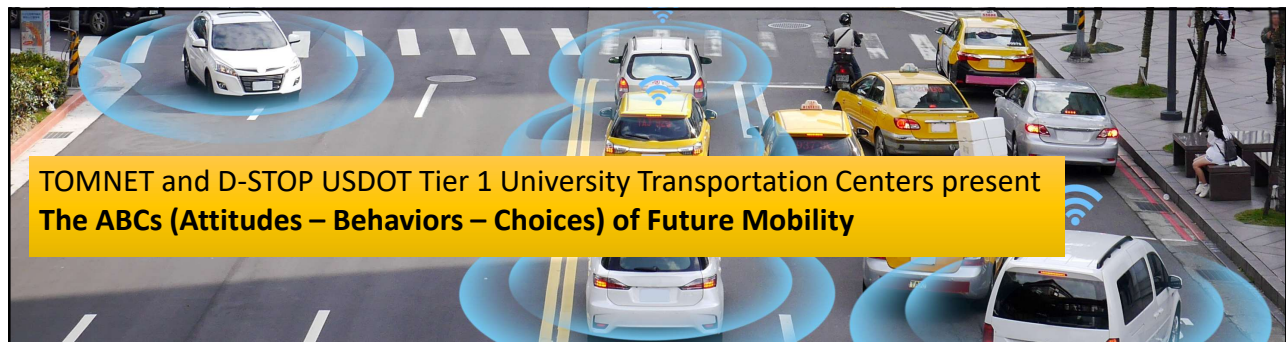 TOMNET and D-STOP USDOT Tier 1 University Transportation Centers present
The ABCs (Attitudes – Behaviors – Choices) of Future Mobility